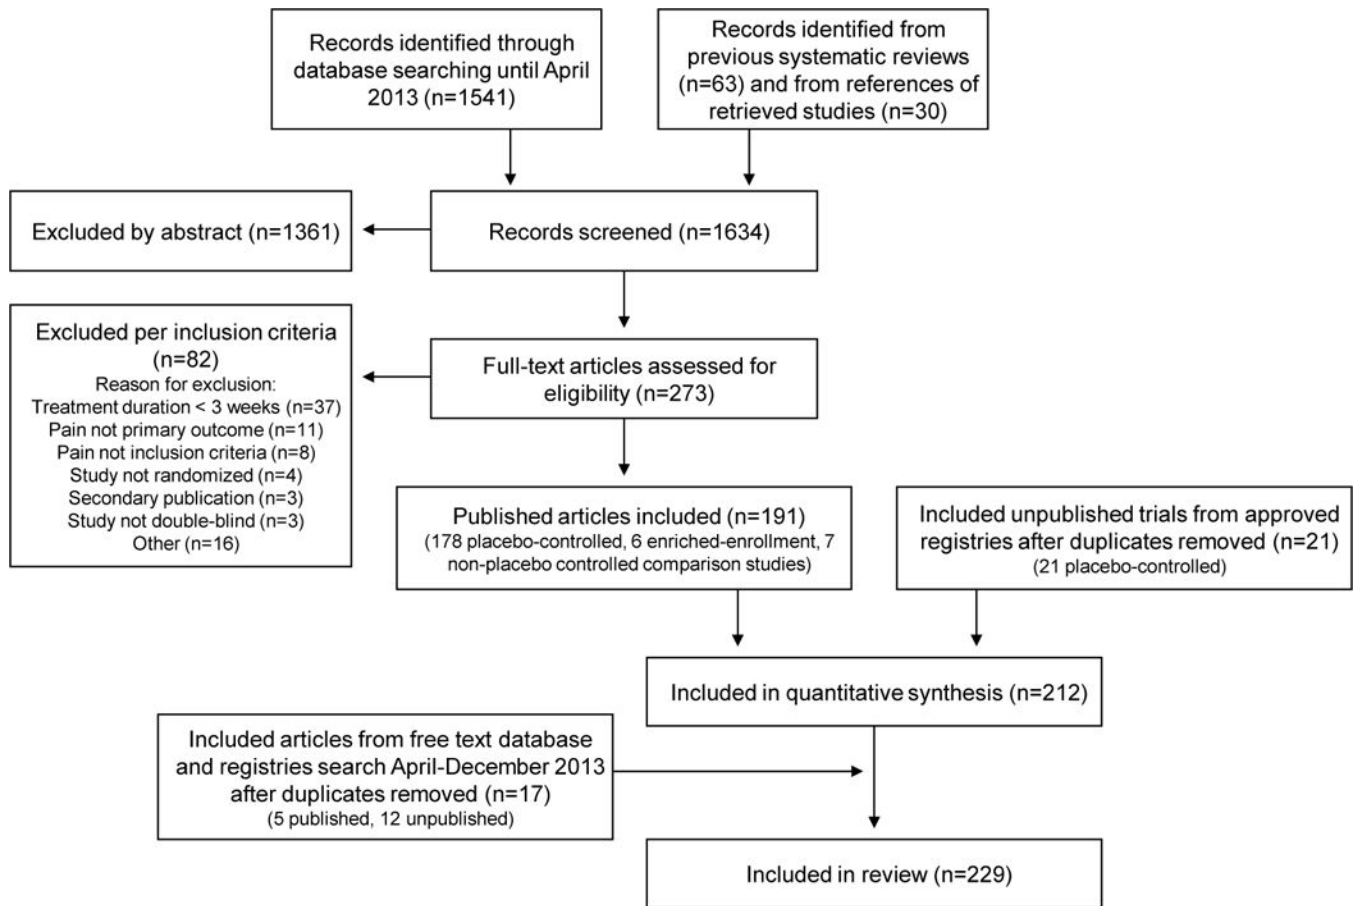 Records identified through
database searching until April
2013 (n=1541)
Records identified from
previous systematic reviews
(n=63) and from references of
retrieved studies (n=30)
Excluded by abstract (n=1361)
Records screened (n=1634)
Excluded per inclusion criteria
(n=82)
Reason for exclusion:
Treatment duration < 3 weeks (n=37)
Pain not primary outcome (n=11)
Pain not inclusion criteria (n=8)
Study not randomized (n=4)
Secondary publication (n=3)
Study not double-blind (n=3)
Other (n=16)
Full-text articles assessed for
eligibility (n=273)
Published articles included (n=191)
(178 placebo-controlled, 6 enriched-enrollment, 7
non-placebo controlled comparison studies)
Included unpublished trials from approved
registries after duplicates removed (n=21)
(21 placebo-controlled)
Included in quantitative synthesis (n=212)
Included articles from free text database
and registries search April-December 2013
after duplicates removed (n=17)
(5 published, 12 unpublished)
Included in review (n=229)